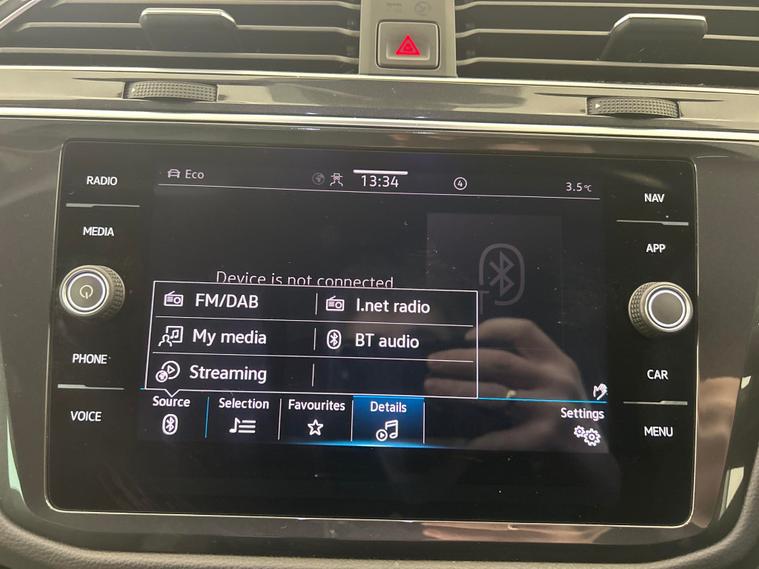 RADIO
MEDIA
PHONE
VOICE
Eco
13:34
4
3.5°C
Device is not connected
FM/DAB
I.net radio
My media
BT audio
Streaming
Source
Selection
Favourites
Details
Settings
NAV
APP
CAR
MENU